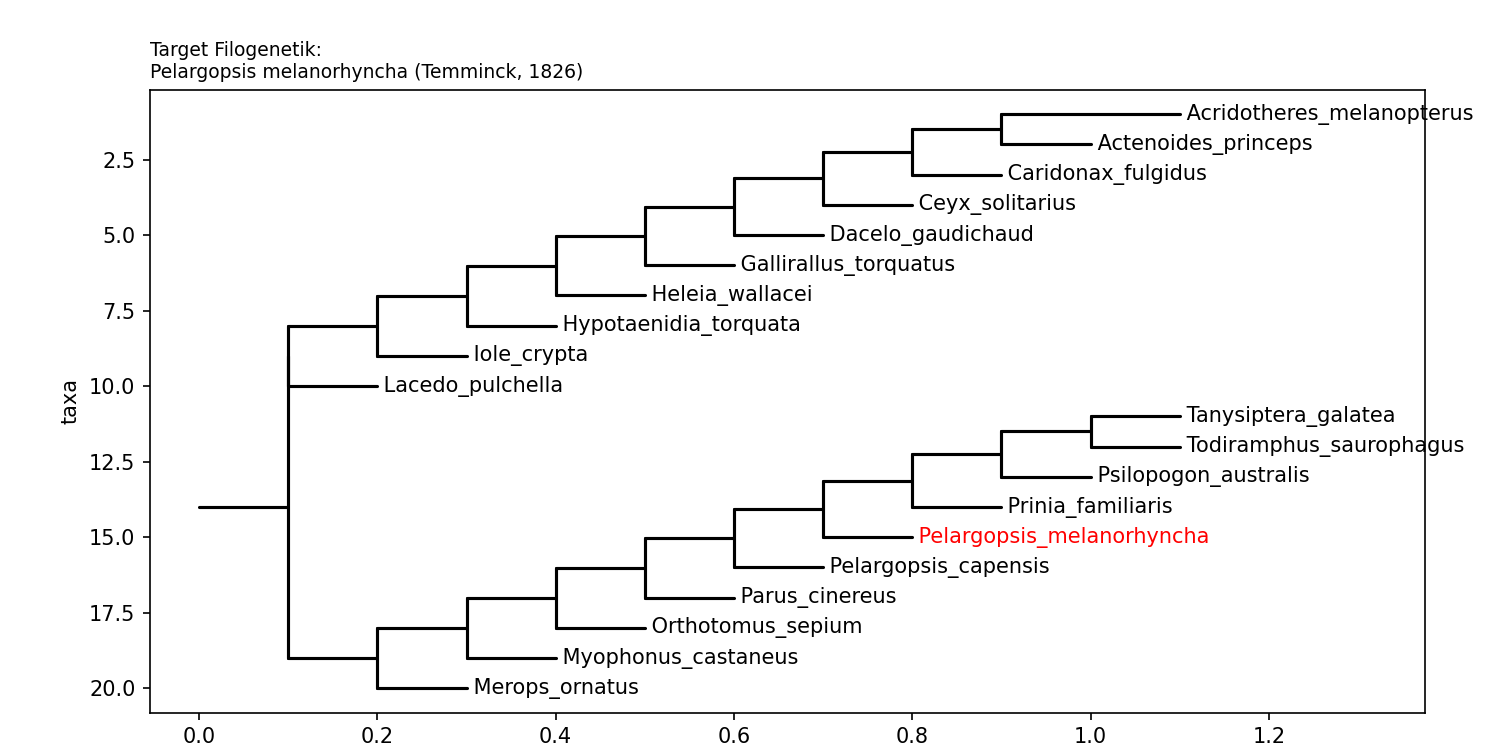 Target Filogenetik:
Pelargopsis melanorhyncha (Temminck, 1826)
Acridotheres_melanopterus
Actenoides_princeps
2.5
Caridonax_fulgidus
Ceyx_solitarius
5.0
Dacelo_gaudichaud
Gallirallus_torquatus
Heleia_wallacei
7.5
Hypotaenidia_torquata
Iole_crypta
10.0
Lacedo_pulchella
taxa
Tanysiptera_galatea
Todiramphus_saurophagus
12.5
Psilopogon_australis
Prinia_familiaris
15.0
Pelargopsis_melanorhyncha
Pelargopsis_capensis
Parus_cinereus
17.5
Orthotomus_sepium
Myophonus_castaneus
20.0
Merops_ornatus
0.0 0.2 0.4 0.6 0.8 1.0 1.2